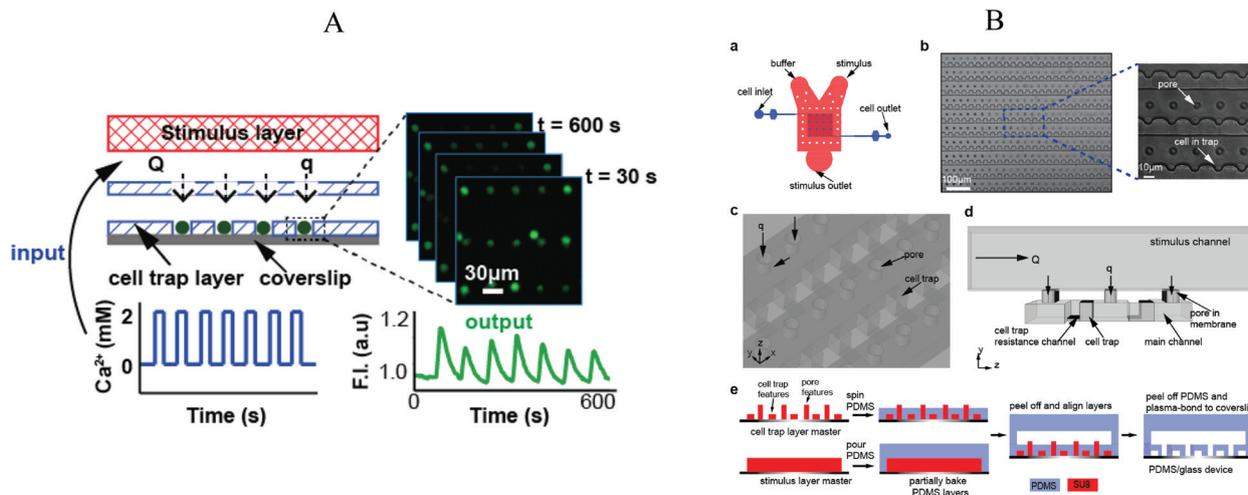 A
Stimulus layer
Q
q
t = 600 s
t = 30 s
input
cell trap layer
coverslip
30µm
Ca²⁺ (mM)
2
0
Time (s)
output
F.I. (a.u)
1.2
1.0
0
600
Time (s)
B
a
buffer
stimulus
cell inlet
cell outlet
stimulus outlet
b
100µm
pore
cell in trap
10µm
c
q
pore
cell trap
z
y
x
d
stimulus channel
Q
q
cell trap
resistance channel
cell trap
main channel
pore in
membrane
y
z
e
cell trap
features
pore
features
cell trap layer master
spin
PDMS
stimulus layer master
pour
PDMS
partially bake
PDMS layers
peel off and align layers
peel off PDMS and
plasma-bond to coverslip
PDMS/glass device
PDMS
SU8